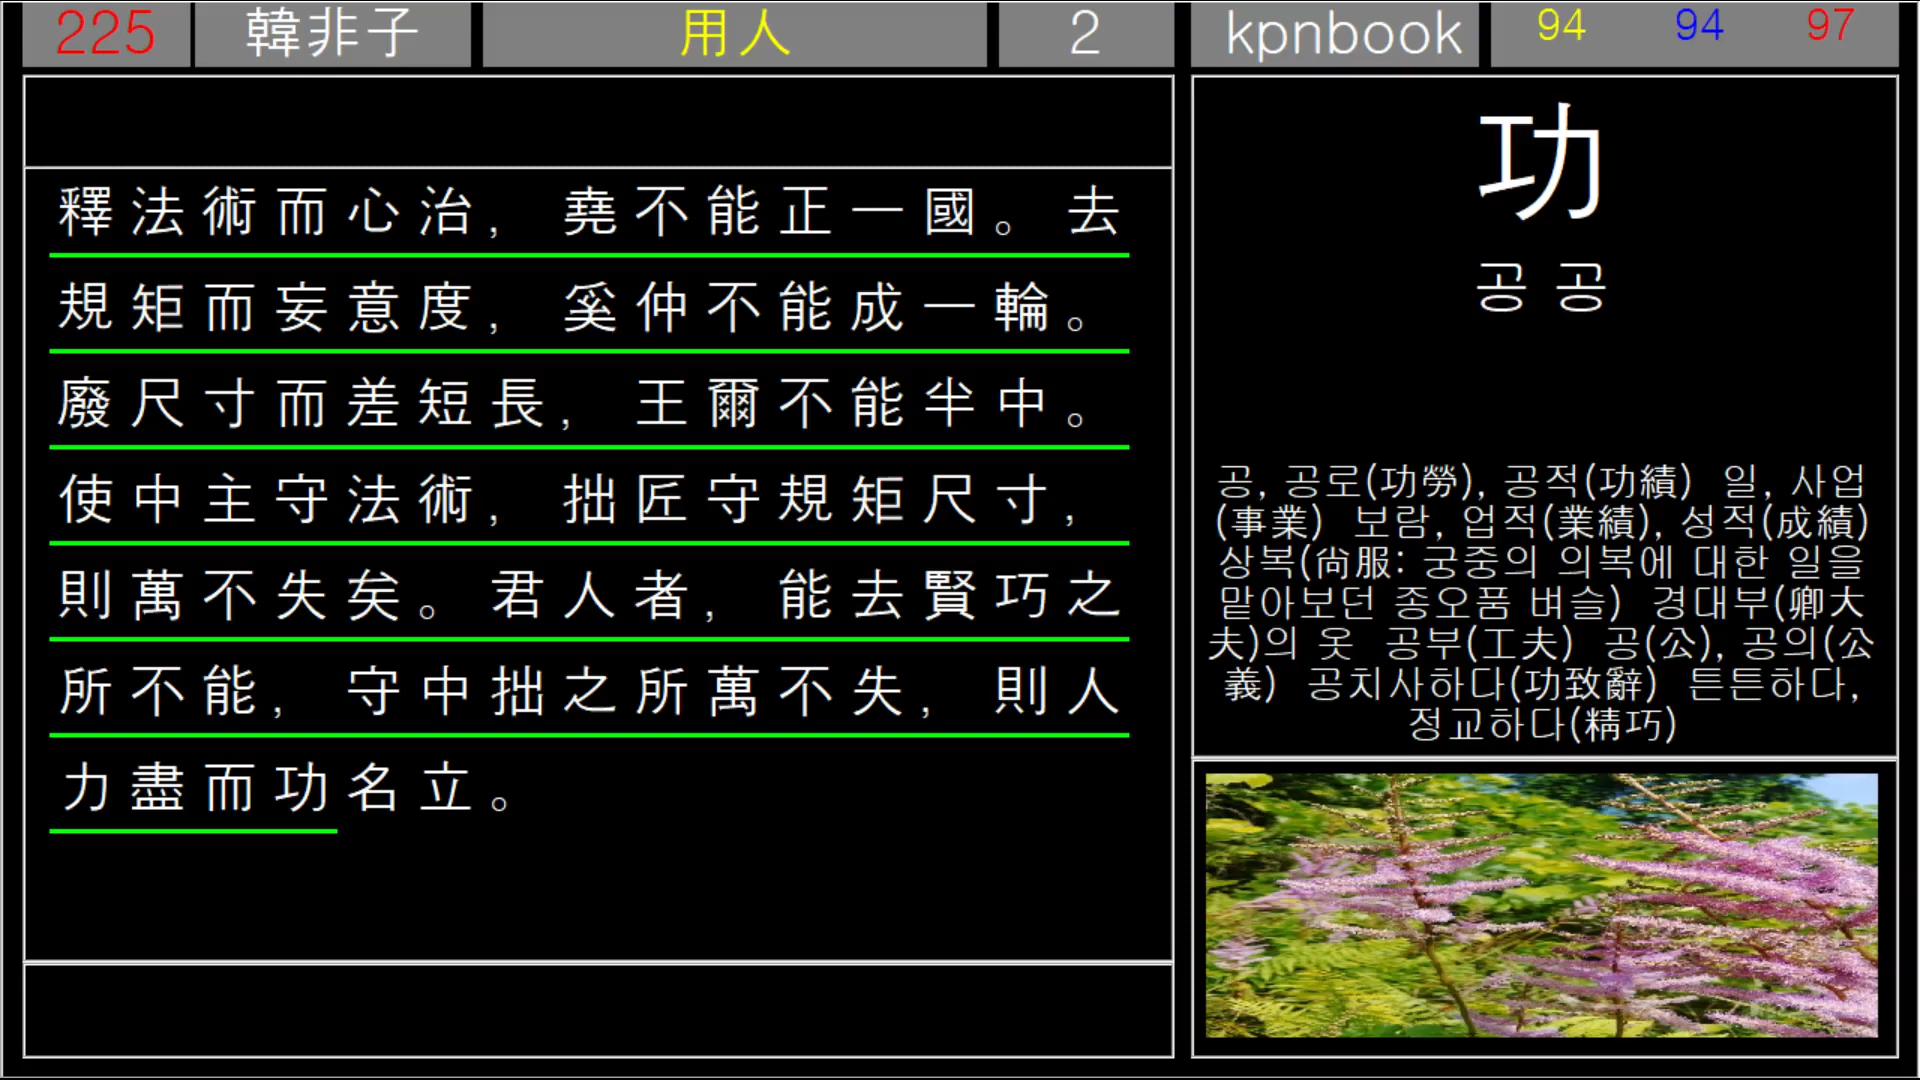 225 韓非子 用人 2 kpnbook 94 94 97
釋法術而心治, 堯不能正一國。去
規矩而妄意度, 奚仲不能成一輪。
廢尺寸而差短長, 王爾不能半中。
使中主守法術, 拙匠守規矩尺寸,
則萬不失矣。君人者, 能去賢巧之
所不能, 守中拙之所萬不失, 則人
力盡而功名立。
功
공 공
공, 공로(功勞), 공적(功績) 일, 사업
(事業) 보람, 업적(業績), 성적(成績)
상복(尙服: 궁중의 의복에 대한 일을
맡아보던 종오품 벼슬) 경대부(卿大
夫)의 옷 공부(工夫) 공(公), 공의(公
義) 공치사하다(功致辭) 튼튼하다,
정교하다(精巧)